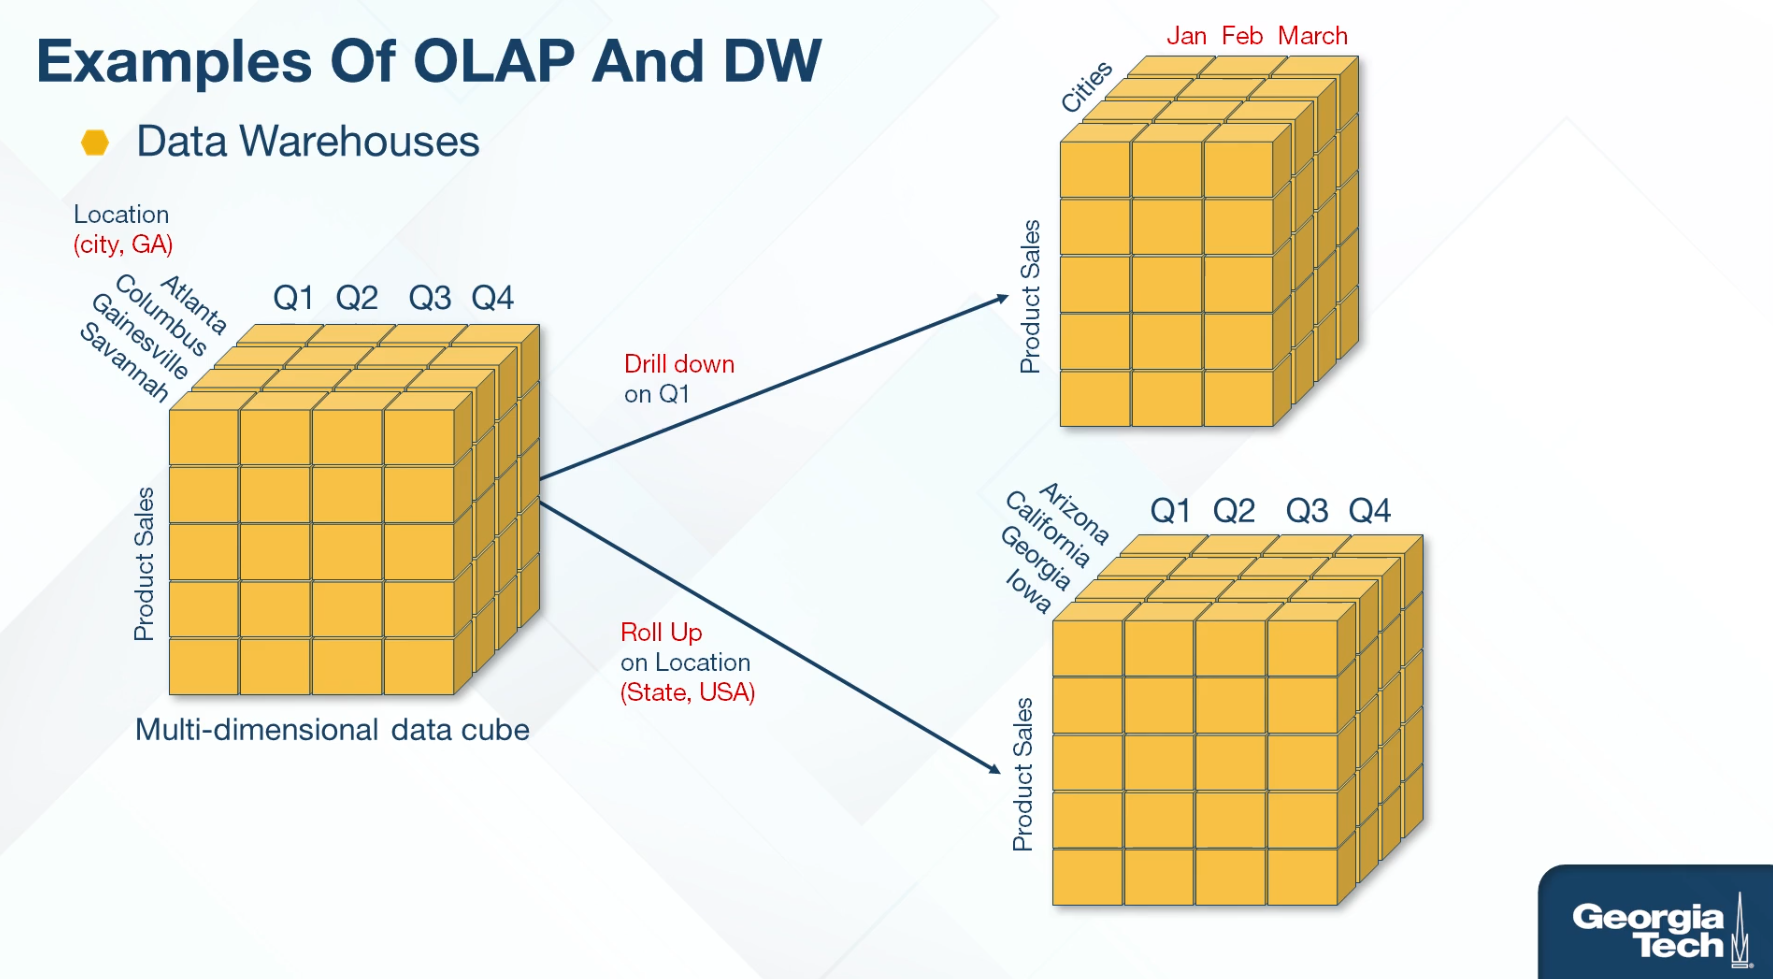 Examples Of OLAP And DW
Data Warehouses
Location
(city, GA)
Atlanta
Columbus
Gainesville
Savannah
Q1 Q2 Q3 Q4
Product Sales
Multi-dimensional data cube
Drill down
on Q1
Jan Feb March
Cities
Product Sales
Roll Up
on Location
(State, USA)
Arizona
California
Georgia
Iowa
Q1 Q2 Q3 Q4
Product Sales
Georgia
Tech